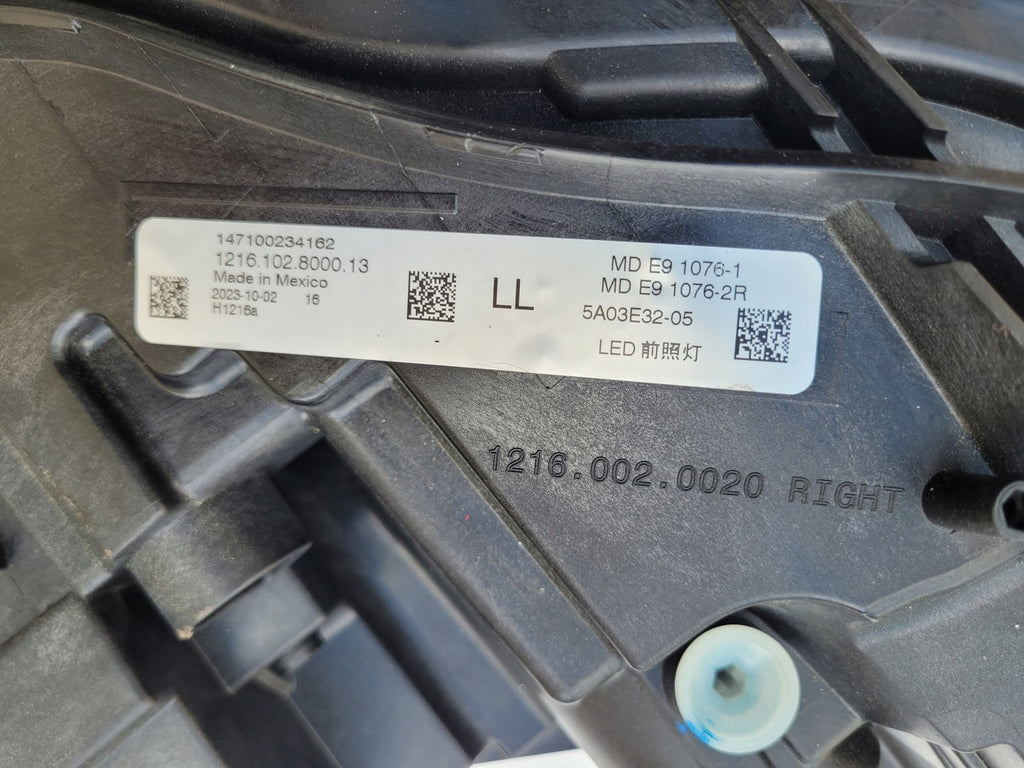 147100234162
1216.102.8000.13
Made in Mexico
2023-10-02 16
H1216a
LL
MD E9 1076-1
MD E9 1076-2R
5A03E32-05
LED 前照灯
1216.002.0020 RIGHT